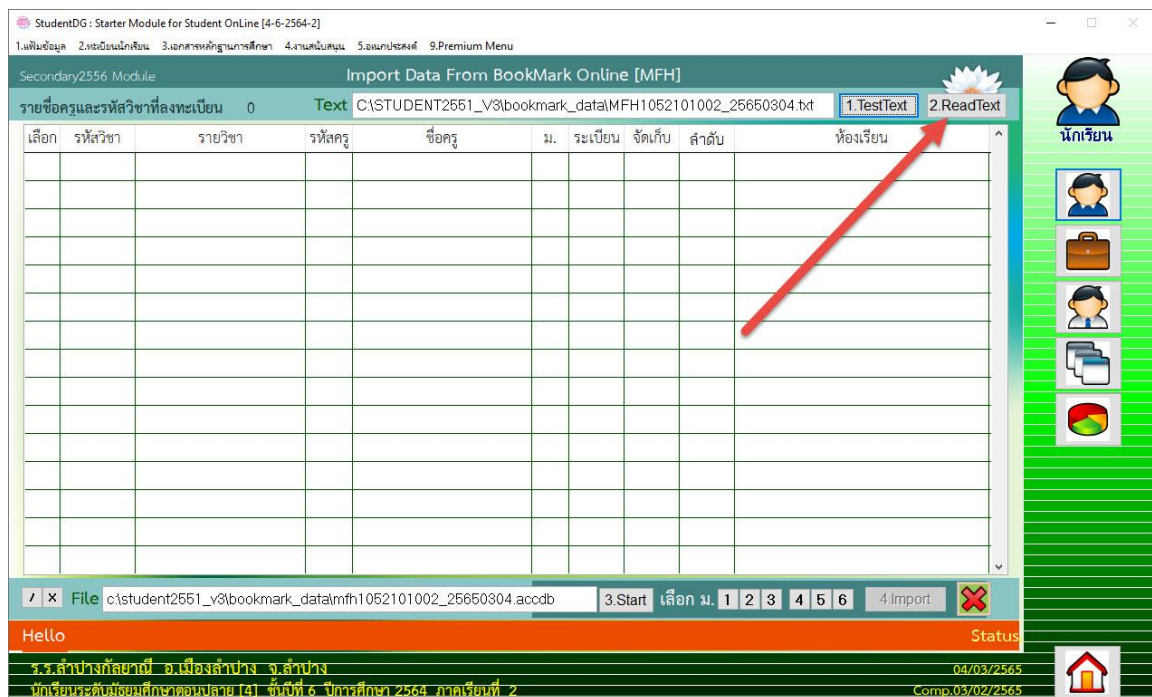 StudentDG : Starter Module for Student OnLine [4-6-2564-2]
1.แฟ้มข้อมูล 2.ทะเบียนนักเรียน 3.เอกสารหลักฐานการศึกษา 4.งานสนับสนุน 5.อเนกประสงค์ 9.Premium Menu
Secondary2556 Module Import Data From BookMark Online [MFH]
รายชื่อครูและรหัสวิชาที่ลงทะเบียน 0 Text C:\STUDENT2551_V3\bookmark_data\MFH1052101002_25650304.txt 1.TestText 2.ReadText
เลือก รหัสวิชา รายวิชา รหัสครู ชื่อครู ม. ระเบียน จัดเก็บ ลำดับ ห้องเรียน
นักเรียน
/ X File c:\student2551_v3\bookmark_data\mfh1052101002_25650304.accdb 3.Start เลือก ม. 1 2 3 4 5 6 4.Import
Hello Status
ร.ร.ลำปางกัลยาณี อ.เมืองลำปาง จ.ลำปาง 04/03/2565
นักเรียนระดับมัธยมศึกษาตอนปลาย [4] ชั้นปีที่ 6 ปีการศึกษา 2564 ภาคเรียนที่ 2 Comp.03/02/2565